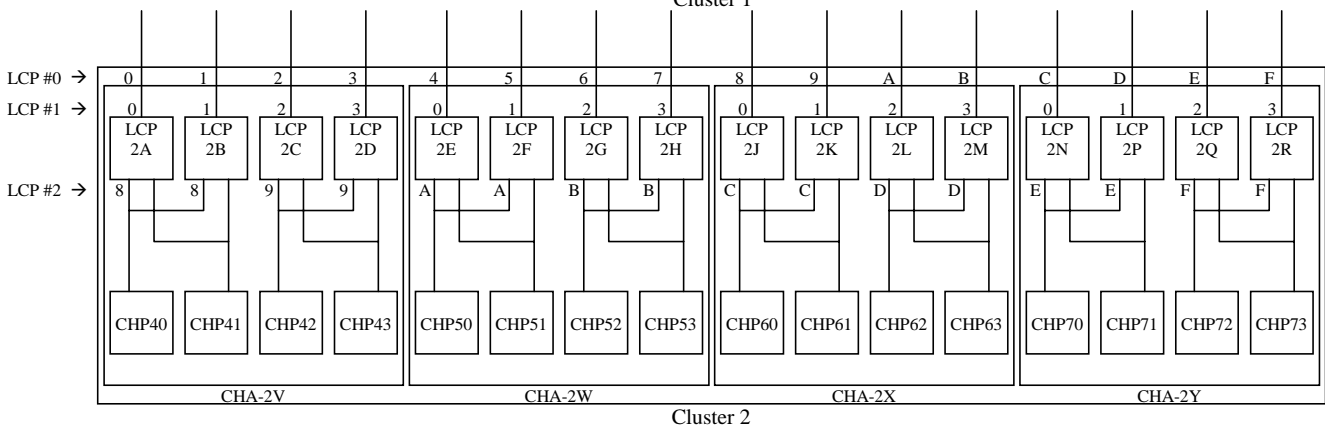 Cluster 1
LCP #0 → 0 1 2 3 4 5 6 7 8 9 A B C D E F
LCP #1 → 0 1 2 3 0 1 2 3 0 1 2 3 0 1 2 3
LCP LCP LCP LCP LCP LCP LCP LCP LCP LCP LCP LCP LCP LCP LCP LCP
2A 2B 2C 2D 2E 2F 2G 2H 2J 2K 2L 2M 2N 2P 2Q 2R
LCP #2 → 8 8 9 9 A A B B C C D D E E F F
CHP40 CHP41 CHP42 CHP43 CHP50 CHP51 CHP52 CHP53 CHP60 CHP61 CHP62 CHP63 CHP70 CHP71 CHP72 CHP73
CHA-2V CHA-2W CHA-2X CHA-2Y
Cluster 2